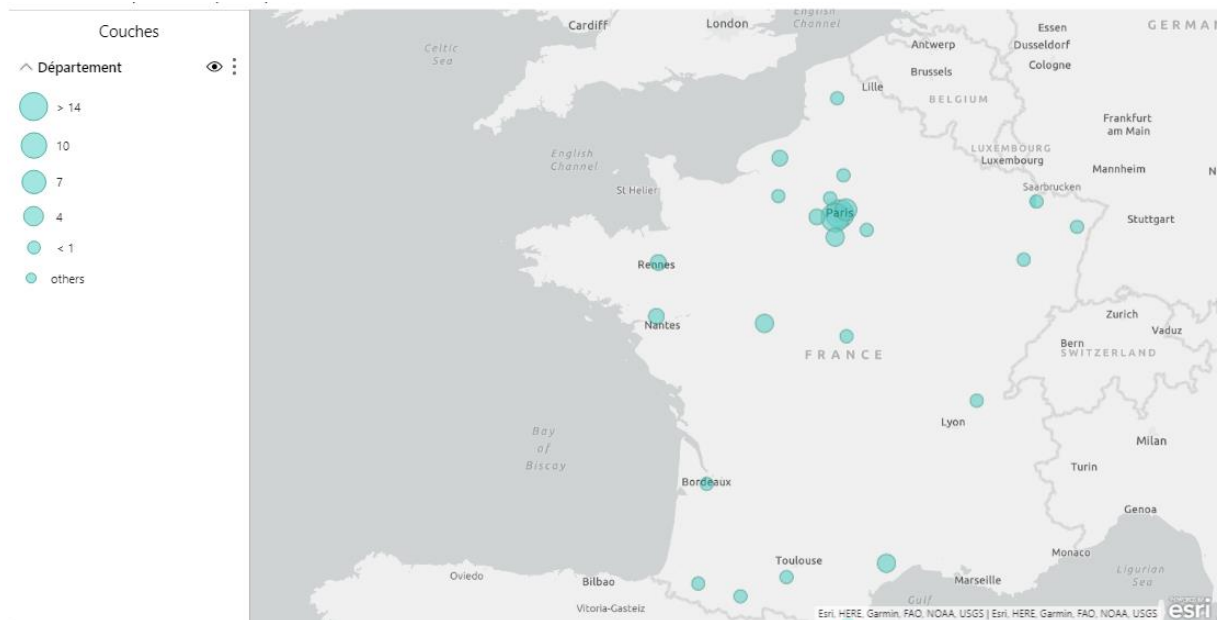 Couches
Département
> 14
10
7
4
< 1
others
English
Channel
Cardiff
London
Essen
GERMAN
Celtic
Sea
Antwerp
Dusseldorf
Cologne
Lille
Brussels
BELGIUM
Frankfurt
am Main
English
Channel
LUXEMBOURG
Luxembourg
Mannheim
N
St Helier
Saarbrucken
Paris
Stuttgart
Rennes
Nantes
Zurich
Vaduz
Bern
SWITZERLAND
FRANCE
Lyon
Milan
Bay
of
Biscay
Turin
Bordeaux
Genoa
Monaco
Toulouse
Ligurian
Sea
Oviedo
Bilbao
Marseille
Vitoria-Gasteiz
Gulf
Esri, HERE, Garmin, FAO, NOAA, USGS | Esri, HERE, Garmin, FAO, NOAA, USGS
esri